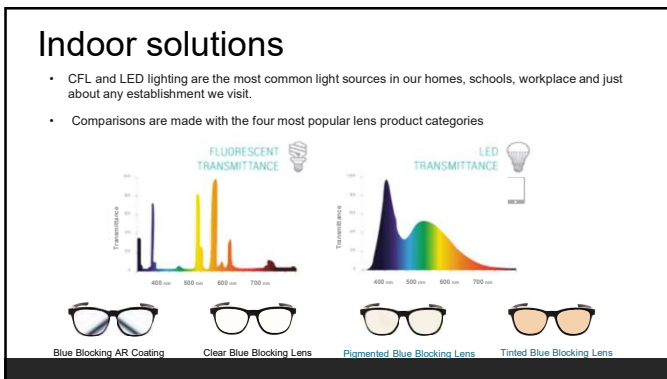 Indoor solutions
• CFL and LED lighting are the most common light sources in our homes, schools, workplace and just
about any establishment we visit.
• Comparisons are made with the four most popular lens product categories
FLUORESCENT
TRANSMITTANCE
LED
TRANSMITTANCE
Transmittance
400 nm 500 nm 600 nm 700 nm
Transmittance
400 nm 500 nm 600 nm 700 nm
Blue Blocking AR Coating
Clear Blue Blocking Lens
Pigmented Blue Blocking Lens
Tinted Blue Blocking Lens